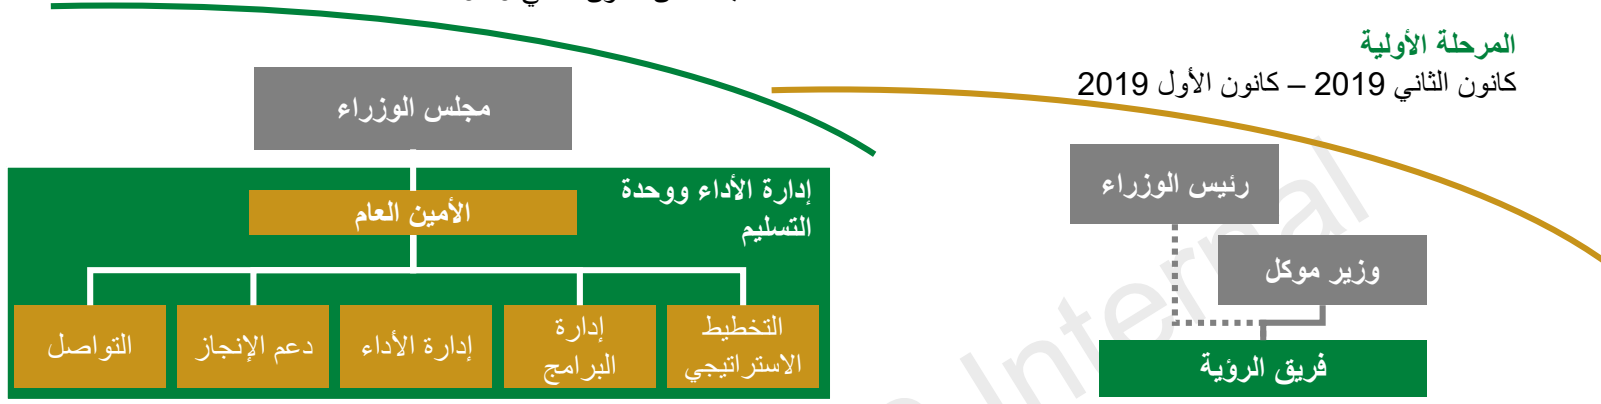 المرحلة الأولية
كانون الثاني 2019 – كانون الأول 2019
رئيس الوزراء
وزير موكل
فريق الرؤية
مجلس الوزراء
إدارة الأداء ووحدة
التسليم
الأمين العام
التخطيط
الاستراتيجي
إدارة
البرامج
إدارة الأداء
دعم الإنجاز
التواصل
Internal